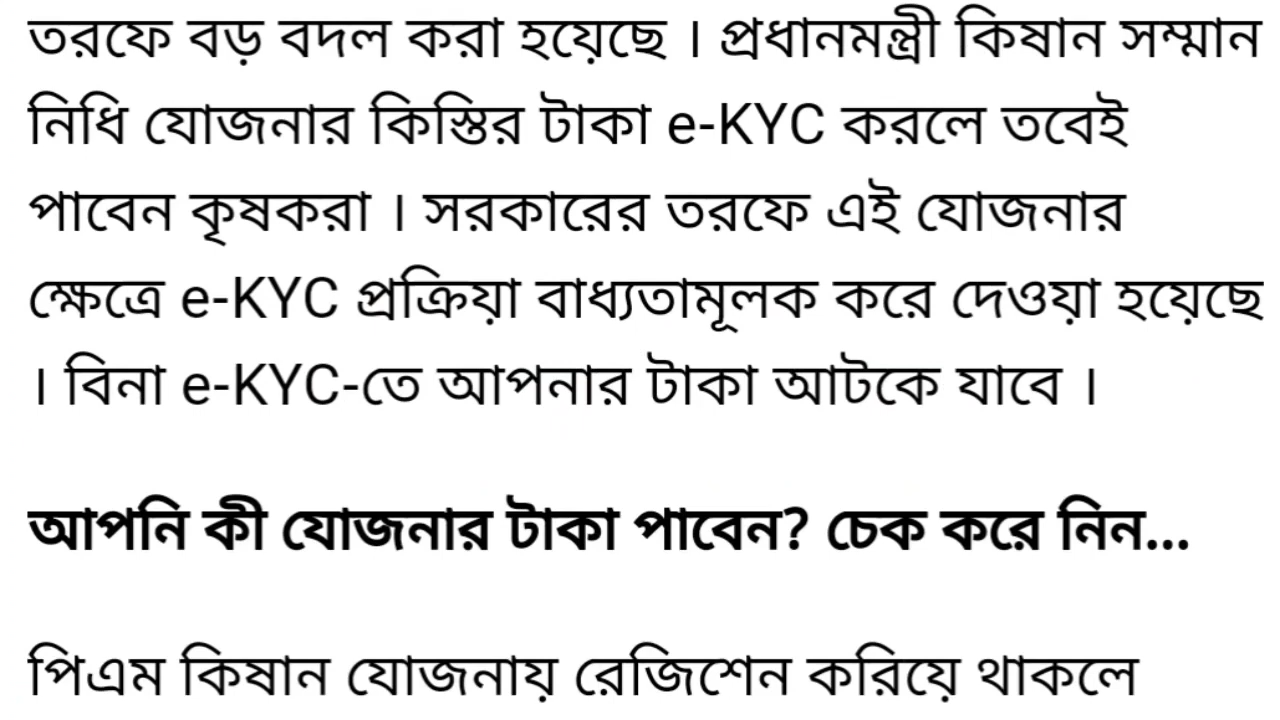 তরফে বড় বদল করা হয়েছে । প্রধানমন্ত্রী কিষান সম্মান
নিধি যোজনার কিস্তির টাকা e-KYC করলে তবেই
পাবেন কৃষকরা । সরকারের তরফে এই যোজনার
ক্ষেত্রে e-KYC প্রক্রিয়া বাধ্যতামূলক করে দেওয়া হয়েছে
। বিনা e-KYC-তে আপনার টাকা আটকে যাবে ।
আপনি কী যোজনার টাকা পাবেন? চেক করে নিন...
পিএম কিষান যোজনায় রেজিশেন করিয়ে থাকলে